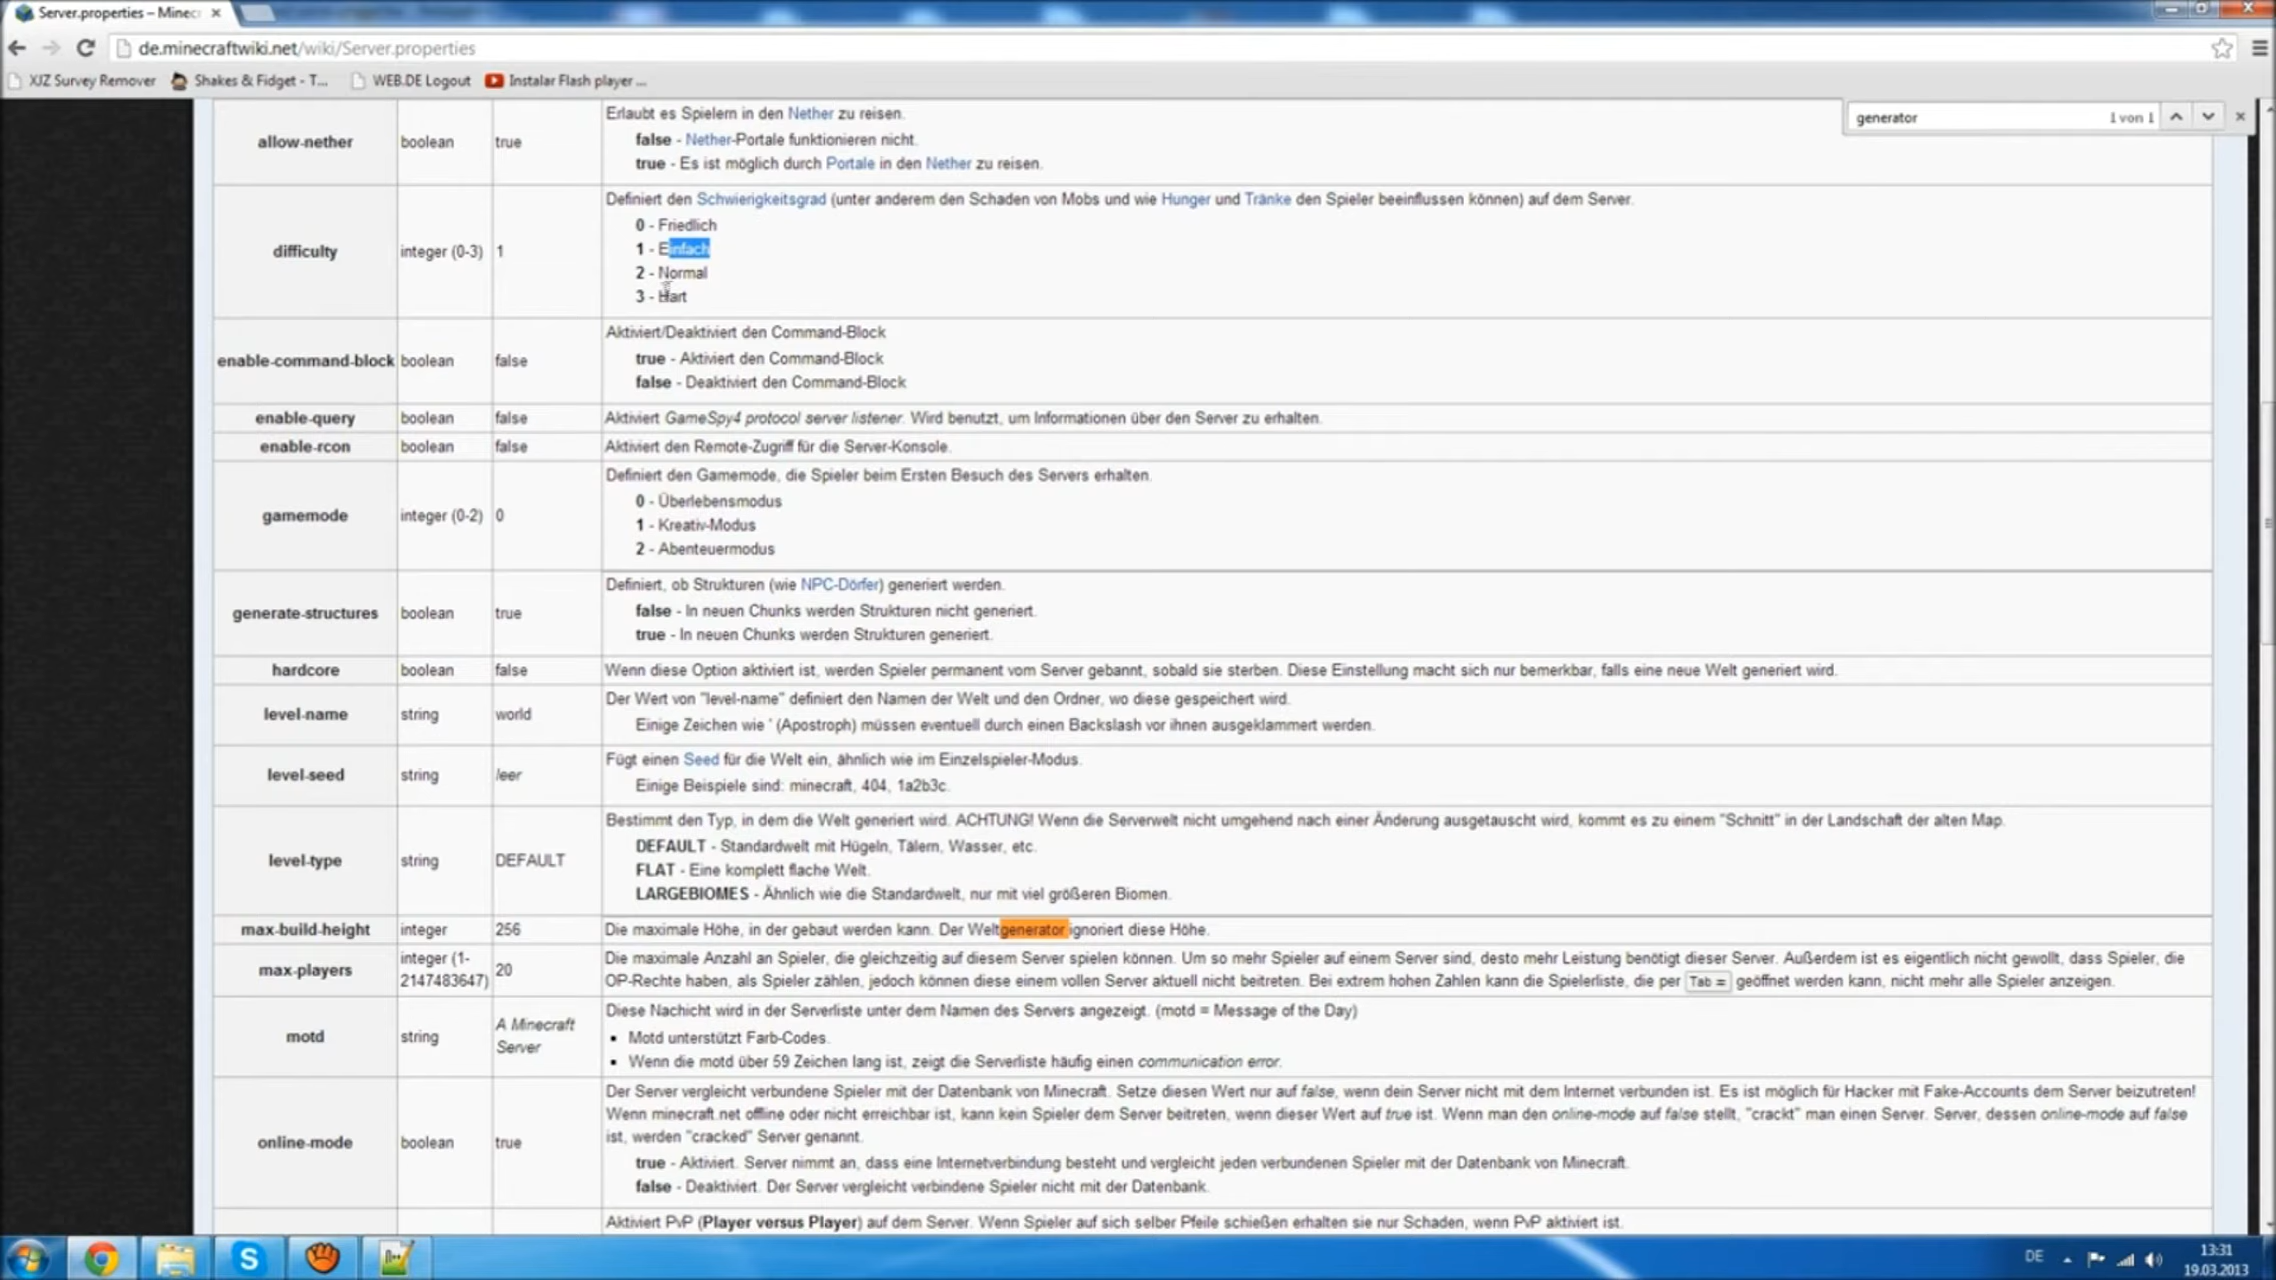 Server.properties – Minec
de.minecraftwiki.net/wiki/Server.properties
XJZ Survey Remover
Shakes & Fidget - T...
WEB.DE Logout
Instalar Flash player ...
generator
1 von 1
allow-nether
boolean
true
Erlaubt es Spielern in den Nether zu reisen.
false - Nether-Portale funktionieren nicht.
true - Es ist möglich durch Portale in den Nether zu reisen.
difficulty
integer (0-3)
1
Definiert den Schwierigkeitsgrad (unter anderem den Schaden von Mobs und wie Hunger und Tränke den Spieler beeinflussen können) auf dem Server.
0 - Friedlich
1 - Einfach
2 - Normal
3 - Hart
enable-command-block
boolean
false
Aktiviert/Deaktiviert den Command-Block
true - Aktiviert den Command-Block
false - Deaktiviert den Command-Block
enable-query
boolean
false
Aktiviert GameSpy4 protocol server listener. Wird benutzt, um Informationen über den Server zu erhalten.
enable-rcon
boolean
false
Aktiviert den Remote-Zugriff für die Server-Konsole.
gamemode
integer (0-2)
0
Definiert den Gamemode, die Spieler beim Ersten Besuch des Servers erhalten.
0 - Überlebensmodus
1 - Kreativ-Modus
2 - Abenteuermodus
generate-structures
boolean
true
Definiert, ob Strukturen (wie NPC-Dörfer) generiert werden.
false - In neuen Chunks werden Strukturen nicht generiert.
true - In neuen Chunks werden Strukturen generiert.
hardcore
boolean
false
Wenn diese Option aktiviert ist, werden Spieler permanent vom Server gebannt, sobald sie sterben. Diese Einstellung macht sich nur bemerkbar, falls eine neue Welt generiert wird.
level-name
string
world
Der Wert von "level-name" definiert den Namen der Welt und den Ordner, wo diese gespeichert wird.
Einige Zeichen wie ' (Apostroph) müssen eventuell durch einen Backslash vor ihnen ausgeklammert werden.
level-seed
string
leer
Fügt einen Seed für die Welt ein, ähnlich wie im Einzelspieler-Modus.
Einige Beispiele sind: minecraft, 404, 1a2b3c.
level-type
string
DEFAULT
Bestimmt den Typ, in dem die Welt generiert wird. ACHTUNG! Wenn die Serverwelt nicht umgehend nach einer Änderung ausgetauscht wird, kommt es zu einem "Schnitt" in der Landschaft der alten Map.
DEFAULT - Standardwelt mit Hügeln, Tälern, Wasser, etc.
FLAT - Eine komplett flache Welt.
LARGEBIOMES - Ähnlich wie die Standardwelt, nur mit viel größeren Biomen.
max-build-height
integer
256
Die maximale Höhe, in der gebaut werden kann. Der Weltgenerator ignoriert diese Höhe.
max-players
integer (1-
2147483647)
20
Die maximale Anzahl an Spieler, die gleichzeitig auf diesem Server spielen können. Um so mehr Spieler auf einem Server sind, desto mehr Leistung benötigt dieser Server. Außerdem ist es eigentlich nicht gewollt, dass Spieler, die
OP-Rechte haben, als Spieler zählen, jedoch können diese einem vollen Server aktuell nicht beitreten. Bei extrem hohen Zahlen kann die Spielerliste, die per Tab geöffnet werden kann, nicht mehr alle Spieler anzeigen.
motd
string
A Minecraft
Server
Diese Nachicht wird in der Serverliste unter dem Namen des Servers angezeigt. (motd = Message of the Day)
▪ Motd unterstützt Farb-Codes.
▪ Wenn die motd über 59 Zeichen lang ist, zeigt die Serverliste häufig einen communication error.
online-mode
boolean
true
Der Server vergleicht verbundene Spieler mit der Datenbank von Minecraft. Setze diesen Wert nur auf false, wenn dein Server nicht mit dem Internet verbunden ist. Es ist möglich für Hacker mit Fake-Accounts dem Server beizutreten!
Wenn minecraft.net offline oder nicht erreichbar ist, kann kein Spieler dem Server beitreten, wenn dieser Wert auf true ist. Wenn man den online-mode auf false stellt, "crackt" man einen Server. Server, dessen online-mode auf false
ist, werden "cracked" Server genannt.
true - Aktiviert. Server nimmt an, dass eine Internetverbindung besteht und vergleicht jeden verbundenen Spieler mit der Datenbank von Minecraft.
false - Deaktiviert. Der Server vergleicht verbindene Spieler nicht mit der Datenbank.
Aktiviert PvP (Player versus Player) auf dem Server. Wenn Spieler auf sich selber Pfeile schießen erhalten sie nur Schaden, wenn PvP aktiviert ist.
DE
13:31
19.03.2013